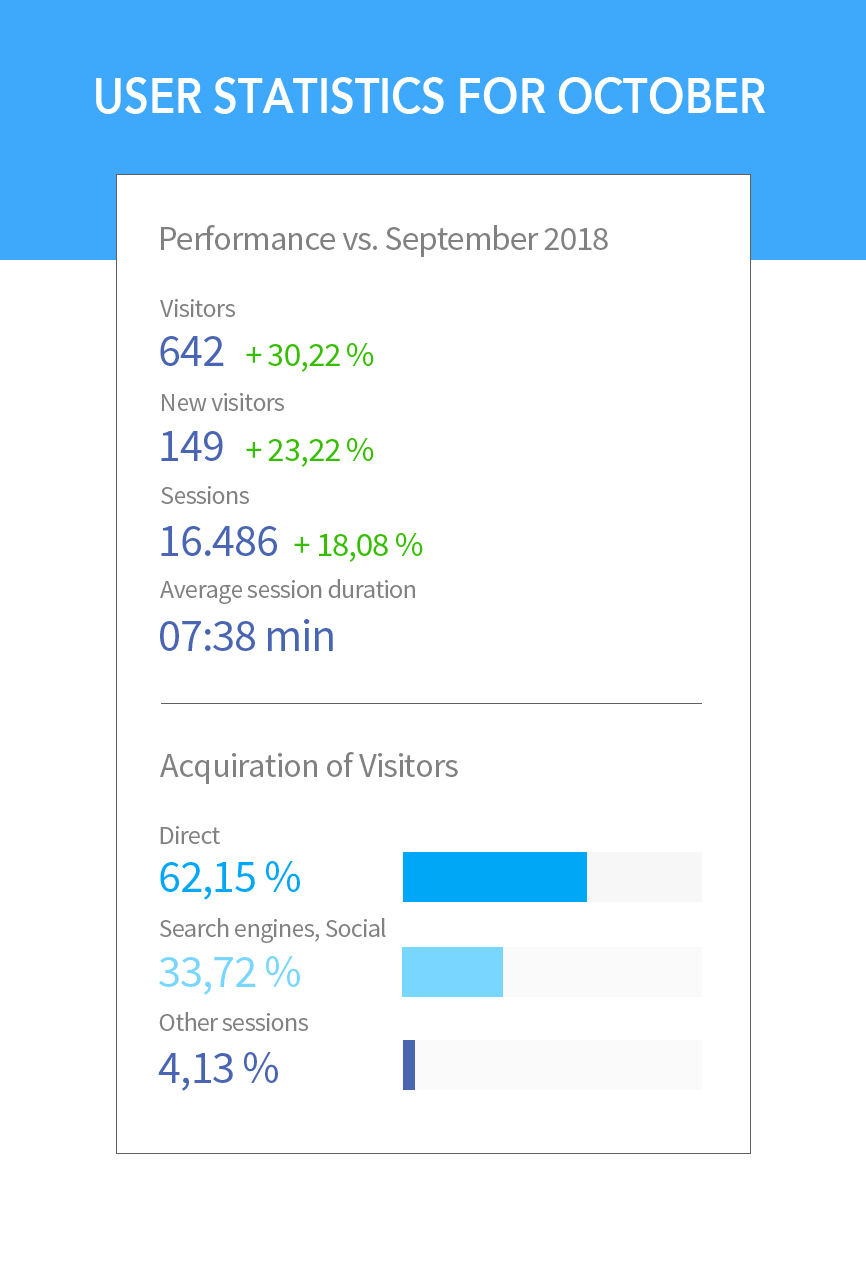 USER STATISTICS FOR OCTOBER
Performance vs. September 2018
Visitors
642 + 30,22 %
New visitors
149 + 23,22 %
Sessions
16.486 + 18,08 %
Average session duration
07:38 min
Acquiration of Visitors
Direct
62,15 %
Search engines, Social
33,72 %
Other sessions
4,13 %